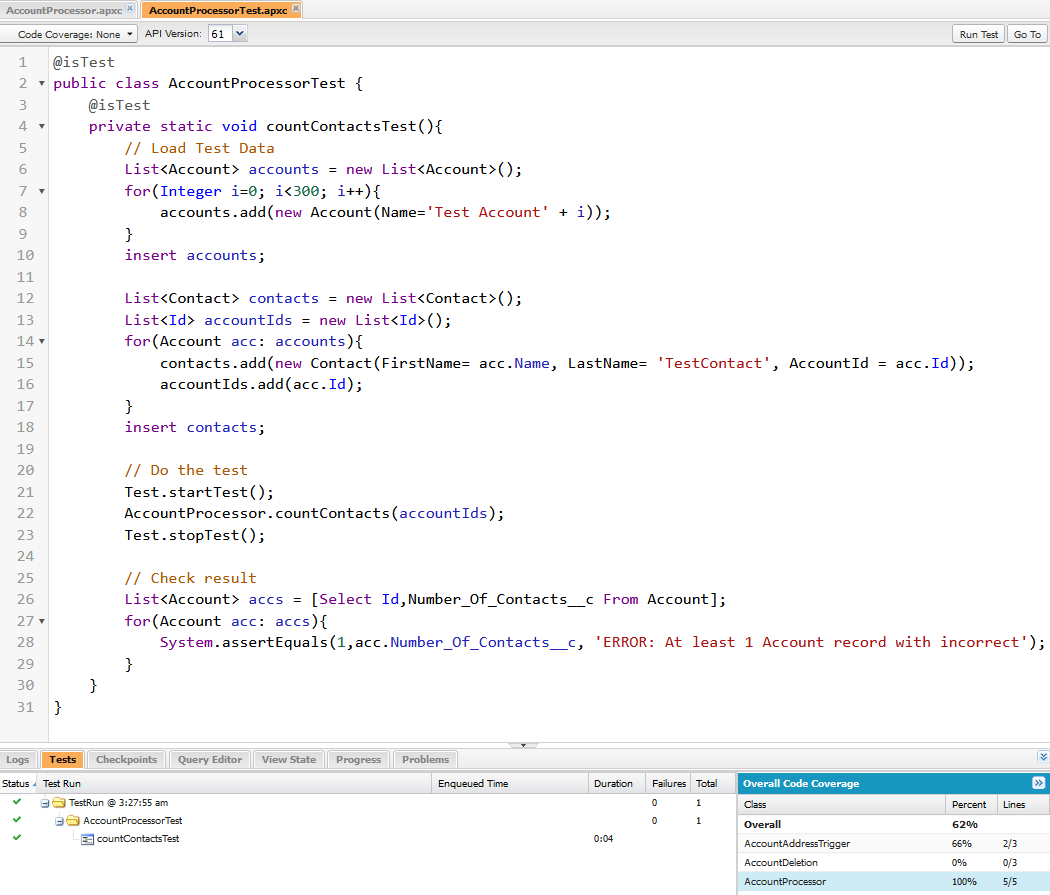 AccountProcessor.apxc AccountProcessorTest.apxc
Code Coverage: None API Version: 61 Run Test Go To
1 @isTest
2 public class AccountProcessorTest {
3 @isTest
4 private static void countContactsTest(){
5 // Load Test Data
6 List<Account> accounts = new List<Account>();
7 for(Integer i=0; i<300; i++){
8 accounts.add(new Account(Name='Test Account' + i));
9 }
10 insert accounts;
11
12 List<Contact> contacts = new List<Contact>();
13 List<Id> accountIds = new List<Id>();
14 for(Account acc: accounts){
15 contacts.add(new Contact(FirstName= acc.Name, LastName= 'TestContact', AccountId = acc.Id));
16 accountIds.add(acc.Id);
17 }
18 insert contacts;
19
20 // Do the test
21 Test.startTest();
22 AccountProcessor.countContacts(accountIds);
23 Test.stopTest();
24
25 // Check result
26 List<Account> accs = [Select Id,Number_Of_Contacts__c From Account];
27 for(Account acc: accs){
28 System.assertEquals(1,acc.Number_Of_Contacts__c, 'ERROR: At least 1 Account record with incorrect');
29 }
30 }
31 }
Logs Tests Checkpoints Query Editor View State Progress Problems
Status Test Run Enqueued Time Duration Failures Total
TestRun @ 3:27:55 am 0 1
AccountProcessorTest 0 1
countContactsTest 0:04
Overall Code Coverage
Class Percent Lines
Overall 62%
AccountAddressTrigger 66% 2/3
AccountDeletion 0% 0/3
AccountProcessor 100% 5/5